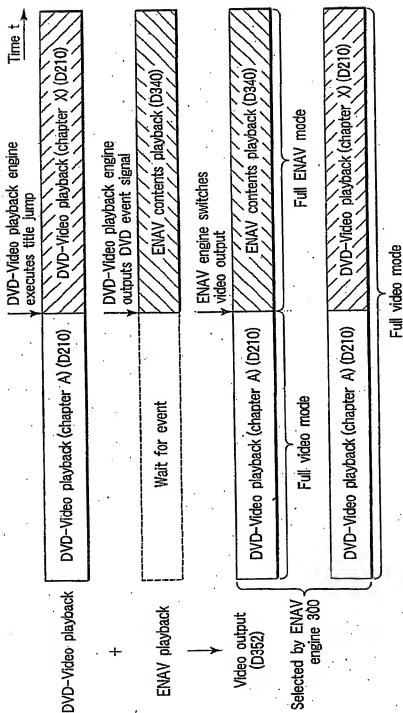 Time t
DVD-Video playback engine
executes title jump
DVD-Video playback
DVD-Video playback (chapter A) (D210)
DVD-Video playback (chapter X) (D210)
+
DVD-Video playback engine
outputs DVD event signal
ENAV playback
Wait for event
ENAV contents playback (D340)
ENAV engine switches
video output
Video output
(D352)
DVD-Video playback (chapter A) (D210)
ENAV contents playback (D340)
Full video mode
Full ENAV mode
Selected by ENAV
engine 300
DVD-Video playback (chapter A) (D210)
DVD-Video playback (chapter X) (D210)
Full video mode